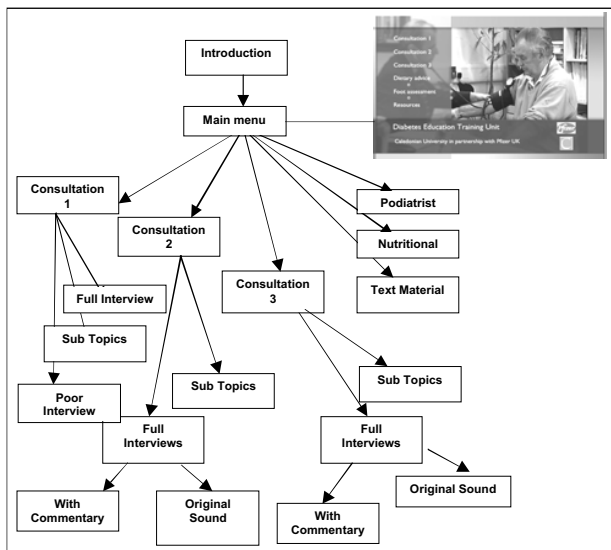 Introduction
Main menu
Consultation 1
Consultation 2
Consultation 3
Dietary advice
Foot assessment
Resources
Diabetes Education Training Unit
Caledonian University in partnership with Pfizer UK
Pfizer
Consultation
1
Consultation
2
Consultation
3
Podiatrist
Nutritional
Text Material
Full Interview
Sub Topics
Poor
Interview
Sub Topics
Full
Interviews
With
Commentary
Original
Sound
Sub Topics
Full
Interviews
Original Sound
With
Commentary